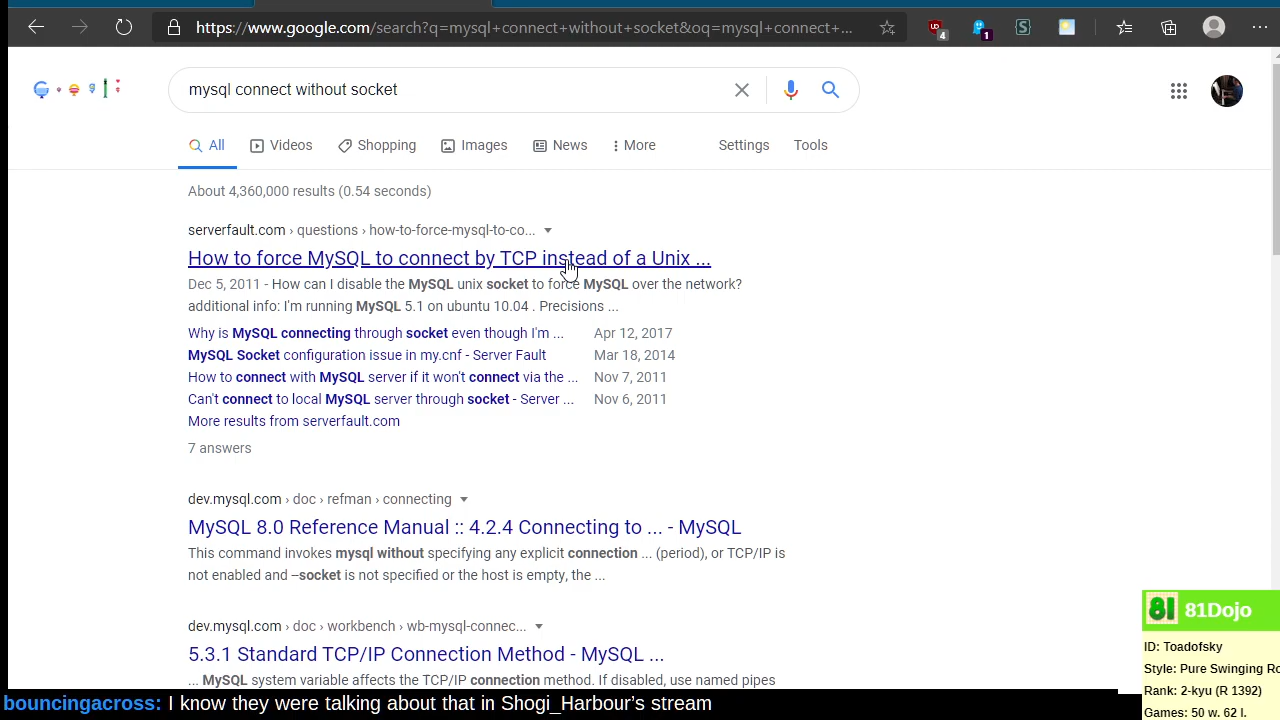 https://www.google.com/search?q=mysql+connect+without+socket&oq=mysql+connect+...
4
1
S
mysql connect without socket
All
Videos
Shopping
Images
News
More
Settings
Tools
About 4,360,000 results (0.54 seconds)
serverfault.com › questions › how-to-force-mysql-to-co...
How to force MySQL to connect by TCP instead of a Unix ...
Dec 5, 2011 - How can I disable the MySQL unix socket to force MySQL over the network?
additional info: I'm running MySQL 5.1 on ubuntu 10.04 . Precisions ...
Why is MySQL connecting through socket even though I'm ... Apr 12, 2017
MySQL Socket configuration issue in my.cnf - Server Fault Mar 18, 2014
How to connect with MySQL server if it won't connect via the ... Nov 7, 2011
Can't connect to local MySQL server through socket - Server ... Nov 6, 2011
More results from serverfault.com
7 answers
dev.mysql.com › doc › refman › connecting
MySQL 8.0 Reference Manual :: 4.2.4 Connecting to ... - MySQL
This command invokes mysql without specifying any explicit connection ... (period), or TCP/IP is
not enabled and --socket is not specified or the host is empty, the ...
dev.mysql.com › doc › workbench › wb-mysql-connec...
5.3.1 Standard TCP/IP Connection Method - MySQL ...
... MySQL system variable affects the TCP/IP connection method. If disabled, use named pipes
81 81Dojo
ID: Toadofsky
Style: Pure Swinging Ro
Rank: 2-kyu (R 1392)
Games: 50 w. 62 l.
bouncingacross: I know they were talking about that in Shogi_Harbour's stream